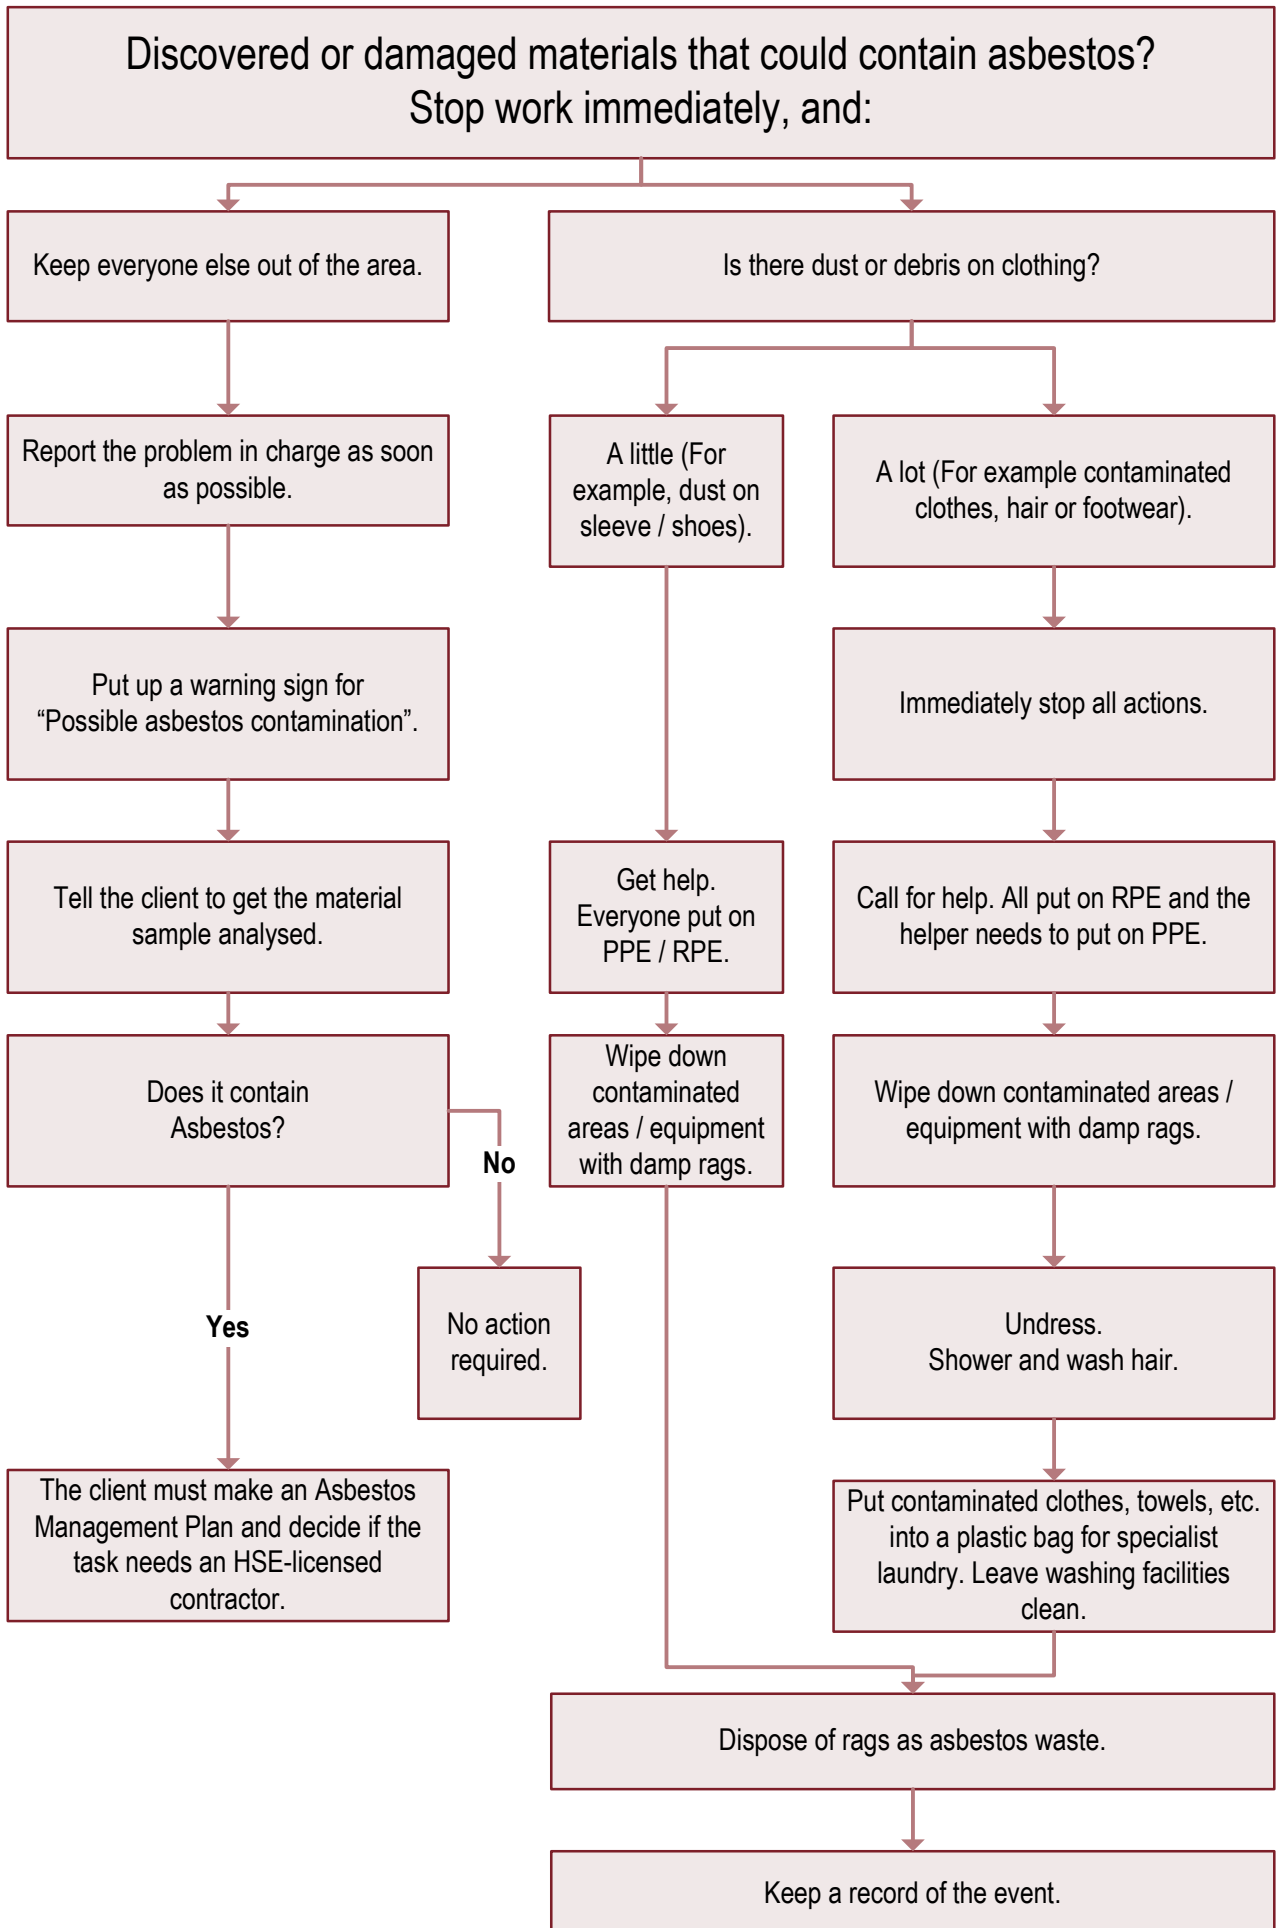 Discovered or damaged materials that could contain asbestos?
Stop work immediately, and:
Keep everyone else out of the area.
Is there dust or debris on clothing?
Report the problem in charge as soon
as possible.
A little (For
example, dust on
sleeve / shoes).
A lot (For example contaminated
clothes, hair or footwear).
Put up a warning sign for
“Possible asbestos contamination”.
Immediately stop all actions.
Tell the client to get the material
sample analysed.
Get help.
Everyone put on
PPE / RPE.
Call for help. All put on RPE and the
helper needs to put on PPE.
Does it contain
Asbestos?
No
Wipe down
contaminated
areas / equipment
with damp rags.
Wipe down contaminated areas /
equipment with damp rags.
Yes
No action
required.
Undress.
Shower and wash hair.
The client must make an Asbestos
Management Plan and decide if the
task needs an HSE-licensed
contractor.
Put contaminated clothes, towels, etc.
into a plastic bag for specialist
laundry. Leave washing facilities
clean.
Dispose of rags as asbestos waste.
Keep a record of the event.